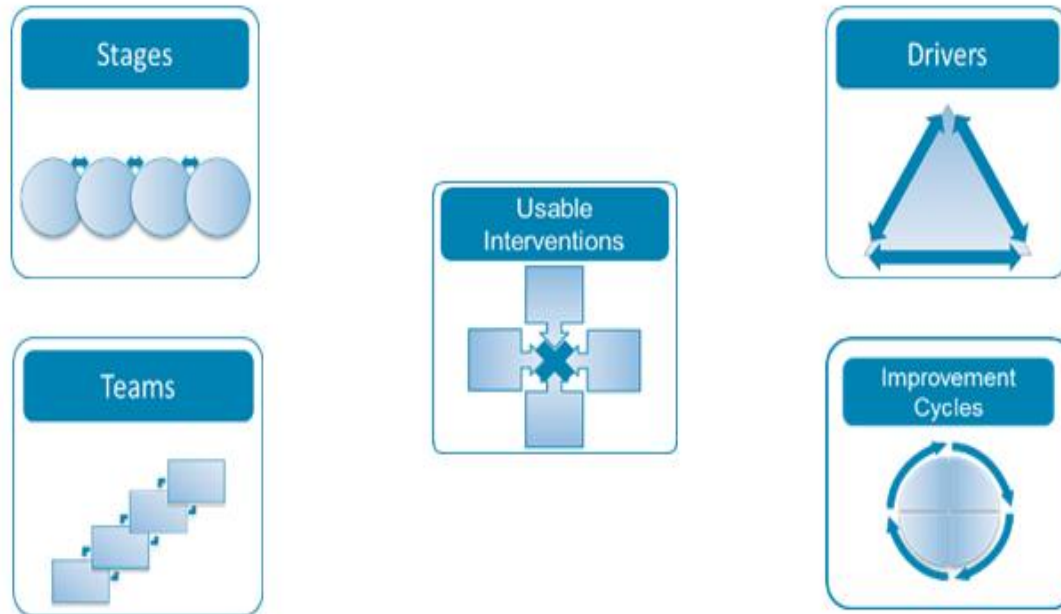 Stages
Drivers
Usable
Interventions
Teams
Improvement
Cycles